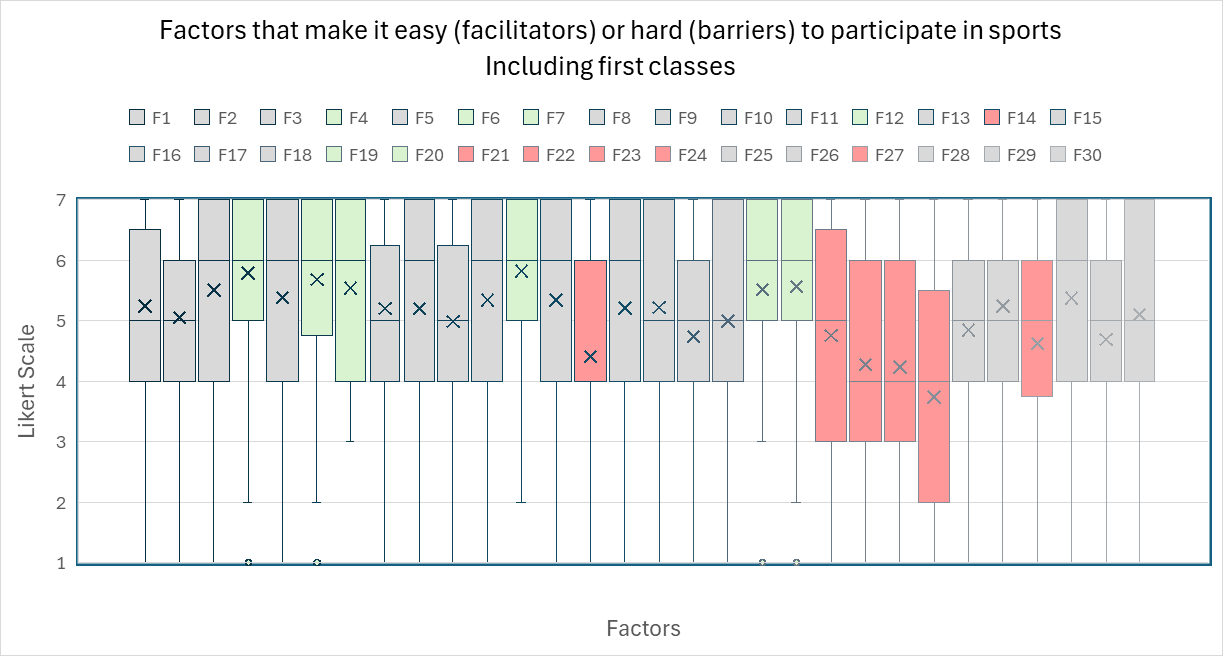 Factors that make it easy (facilitators) or hard (barriers) to participate in sports
Including first classes
F1 F2 F3 F4 F5 F6 F7 F8 F9 F10 F11 F12 F13 F14 F15
F16 F17 F18 F19 F20 F21 F22 F23 F24 F25 F26 F27 F28 F29 F30
Likert Scale
7
6
5
4
3
2
1
Factors